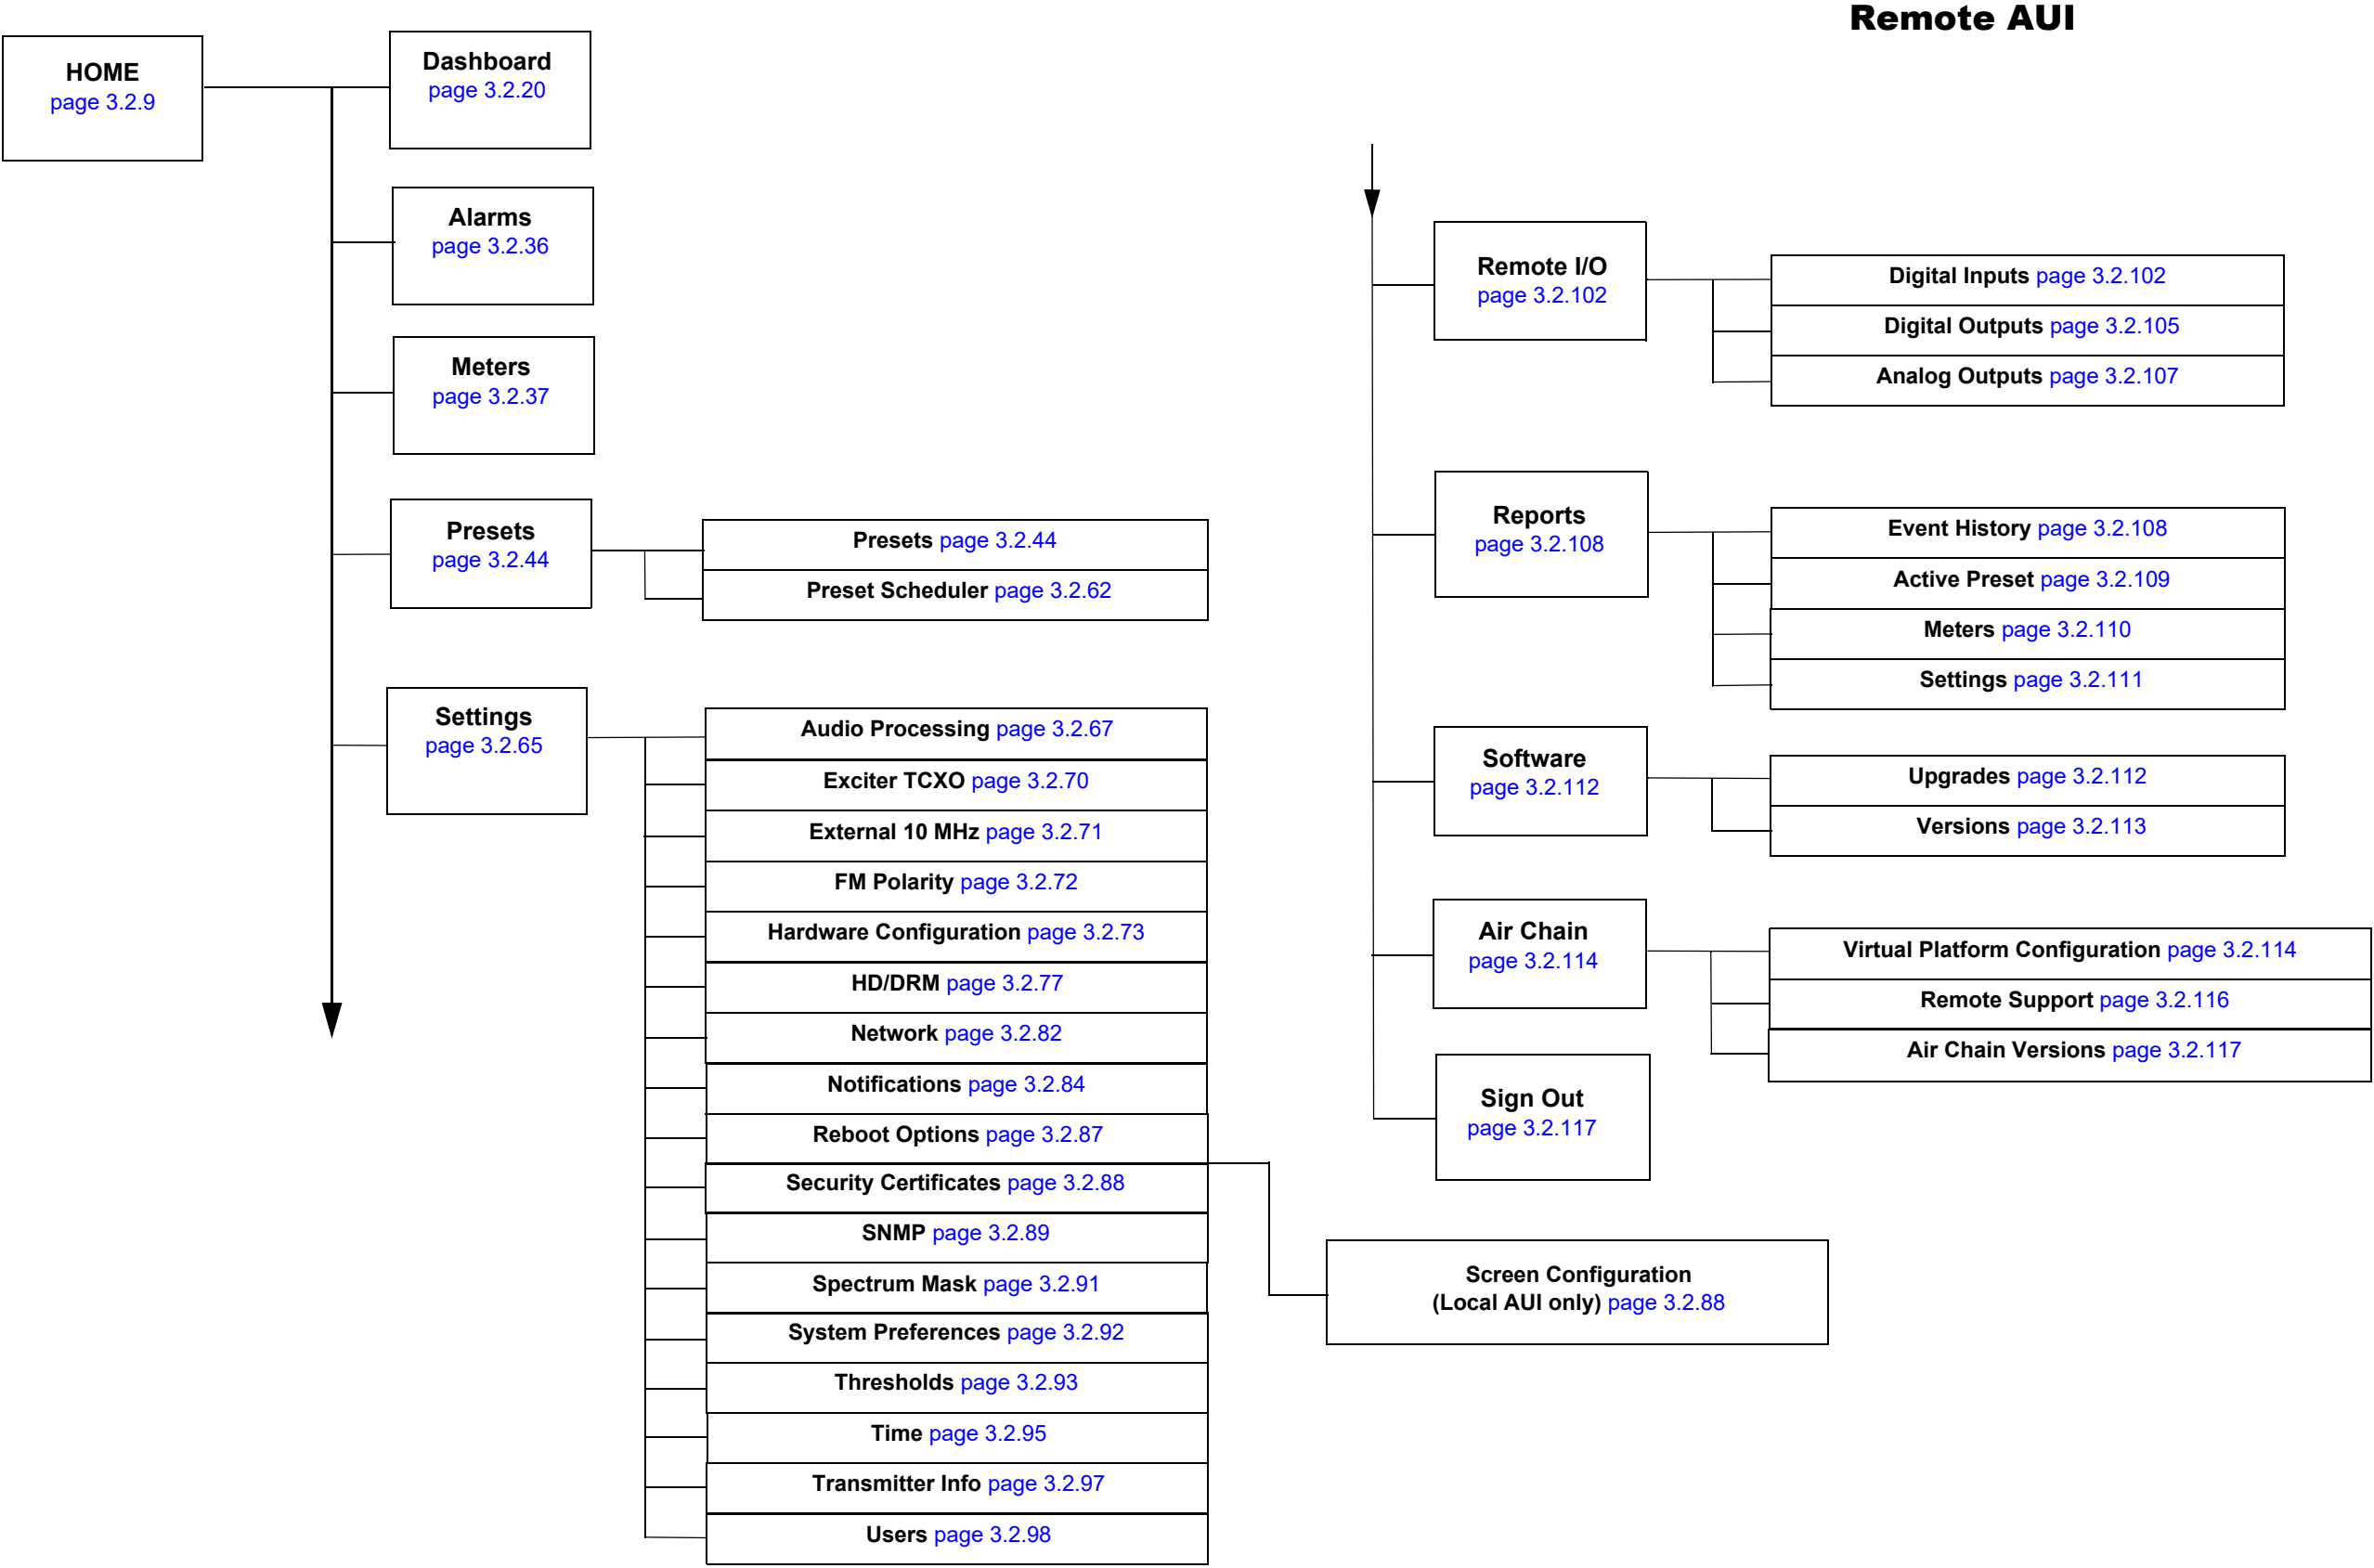 Remote AUI
HOME
page 3.2.9
Dashboard
page 3.2.20
Alarms
page 3.2.36
Meters
page 3.2.37
Presets
page 3.2.44
Presets page 3.2.44
Preset Scheduler page 3.2.62
Settings
page 3.2.65
Audio Processing page 3.2.67
Exciter TCXO page 3.2.70
External 10 MHz page 3.2.71
FM Polarity page 3.2.72
Hardware Configuration page 3.2.73
HD/DRM page 3.2.77
Network page 3.2.82
Notifications page 3.2.84
Reboot Options page 3.2.87
Security Certificates page 3.2.88
SNMP page 3.2.89
Spectrum Mask page 3.2.91
System Preferences page 3.2.92
Thresholds page 3.2.93
Time page 3.2.95
Transmitter Info page 3.2.97
Users page 3.2.98
Screen Configuration
(Local AUI only) page 3.2.88
Remote I/O
page 3.2.102
Digital Inputs page 3.2.102
Digital Outputs page 3.2.105
Analog Outputs page 3.2.107
Reports
page 3.2.108
Event History page 3.2.108
Active Preset page 3.2.109
Meters page 3.2.110
Settings page 3.2.111
Software
page 3.2.112
Upgrades page 3.2.112
Versions page 3.2.113
Air Chain
page 3.2.114
Virtual Platform Configuration page 3.2.114
Remote Support page 3.2.116
Air Chain Versions page 3.2.117
Sign Out
page 3.2.117